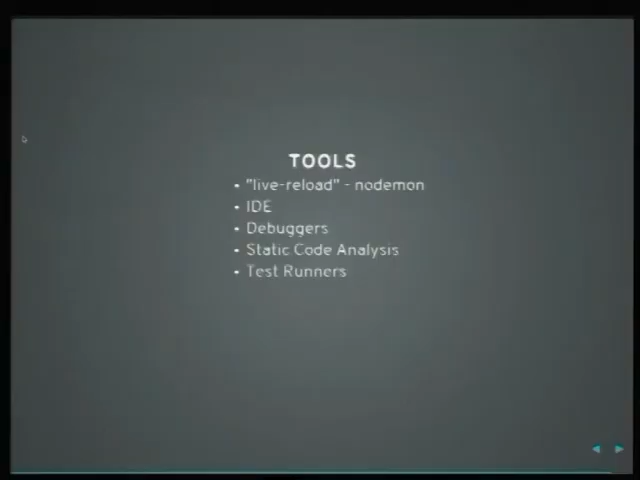 TOOLS
• "live-reload" - nodemon
• IDE
• Debuggers
• Static Code Analysis
• Test Runners